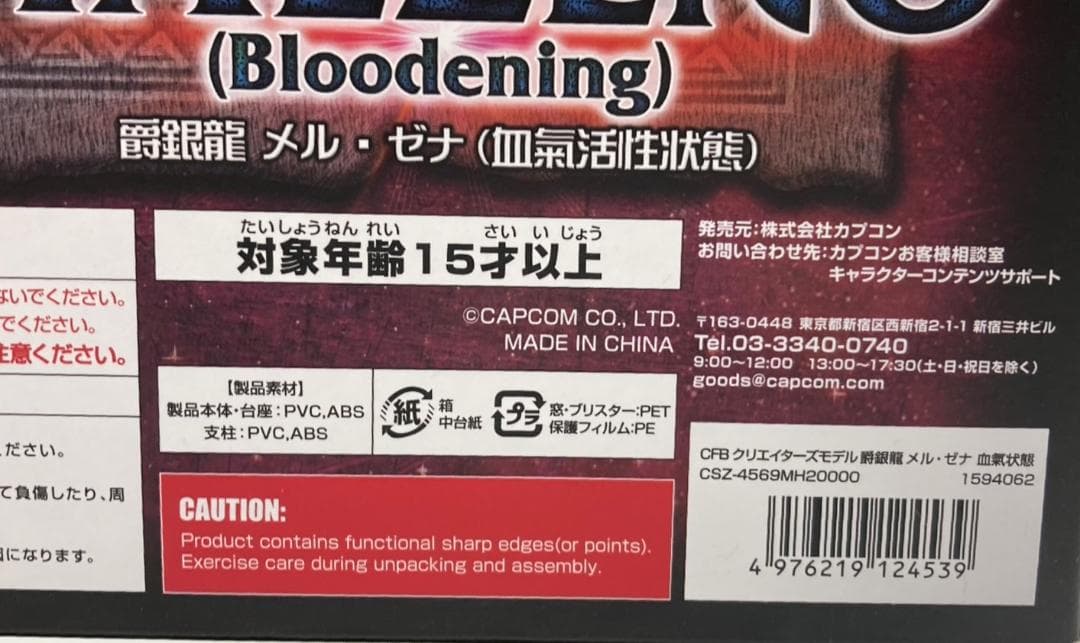 (Bloodening)
爵銀龍 メル・ゼナ(血氣活性状態)
たいしょうねんれい さい いじょう
対象年齢15才以上
ないでください。
でください。
注意ください。
ください。
て負傷したり、周
になります。
©CAPCOM CO., LTD.
MADE IN CHINA
【製品素材】
製品本体・台座:PVC,ABS
支柱:PVC,ABS
紙 箱
中台紙
プラ 窓・ブリスター:PET
保護フィルム:PE
CAUTION:
Product contains functional sharp edges(or points).
Exercise care during unpacking and assembly.
発売元:株式会社カプコン
お問い合わせ先:カプコンお客様相談室
キャラクターコンテンツサポート
〒163-0448 東京都新宿区西新宿2-1-1 新宿三井ビル
Tel.03-3340-0740
9:00～12:00 13:00～17:30(土・日・祝日を除く)
goods@capcom.com
CFB クリエイターズモデル 爵銀龍 メル・ゼナ 血氣状態
CSZ-4569MH20000 1594062
4 976219 124539